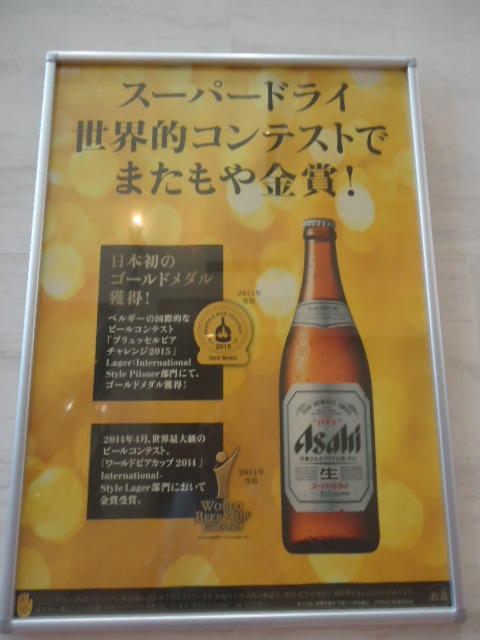 スーパードライ
世界的コンテストで
またもや金賞!
日本初の
ゴールドメダル
獲得!
ベルギーの国際的な
ビールコンテスト
「ブリュッセルビア
チャレンジ2015」
Lager:International
Style Pilsner部門にて、
ゴールドメダル獲得!
2015年
受賞
2015
Gold Medal
2014年4月、世界最大級の
ビールコンテスト、
「ワールドビアカップ2014」
International-
Style Lager部門において
金賞受賞。
2014年
受賞
WORLD
BEER CUP
"DRY"
Asahi
生
スーパードライ
お酒